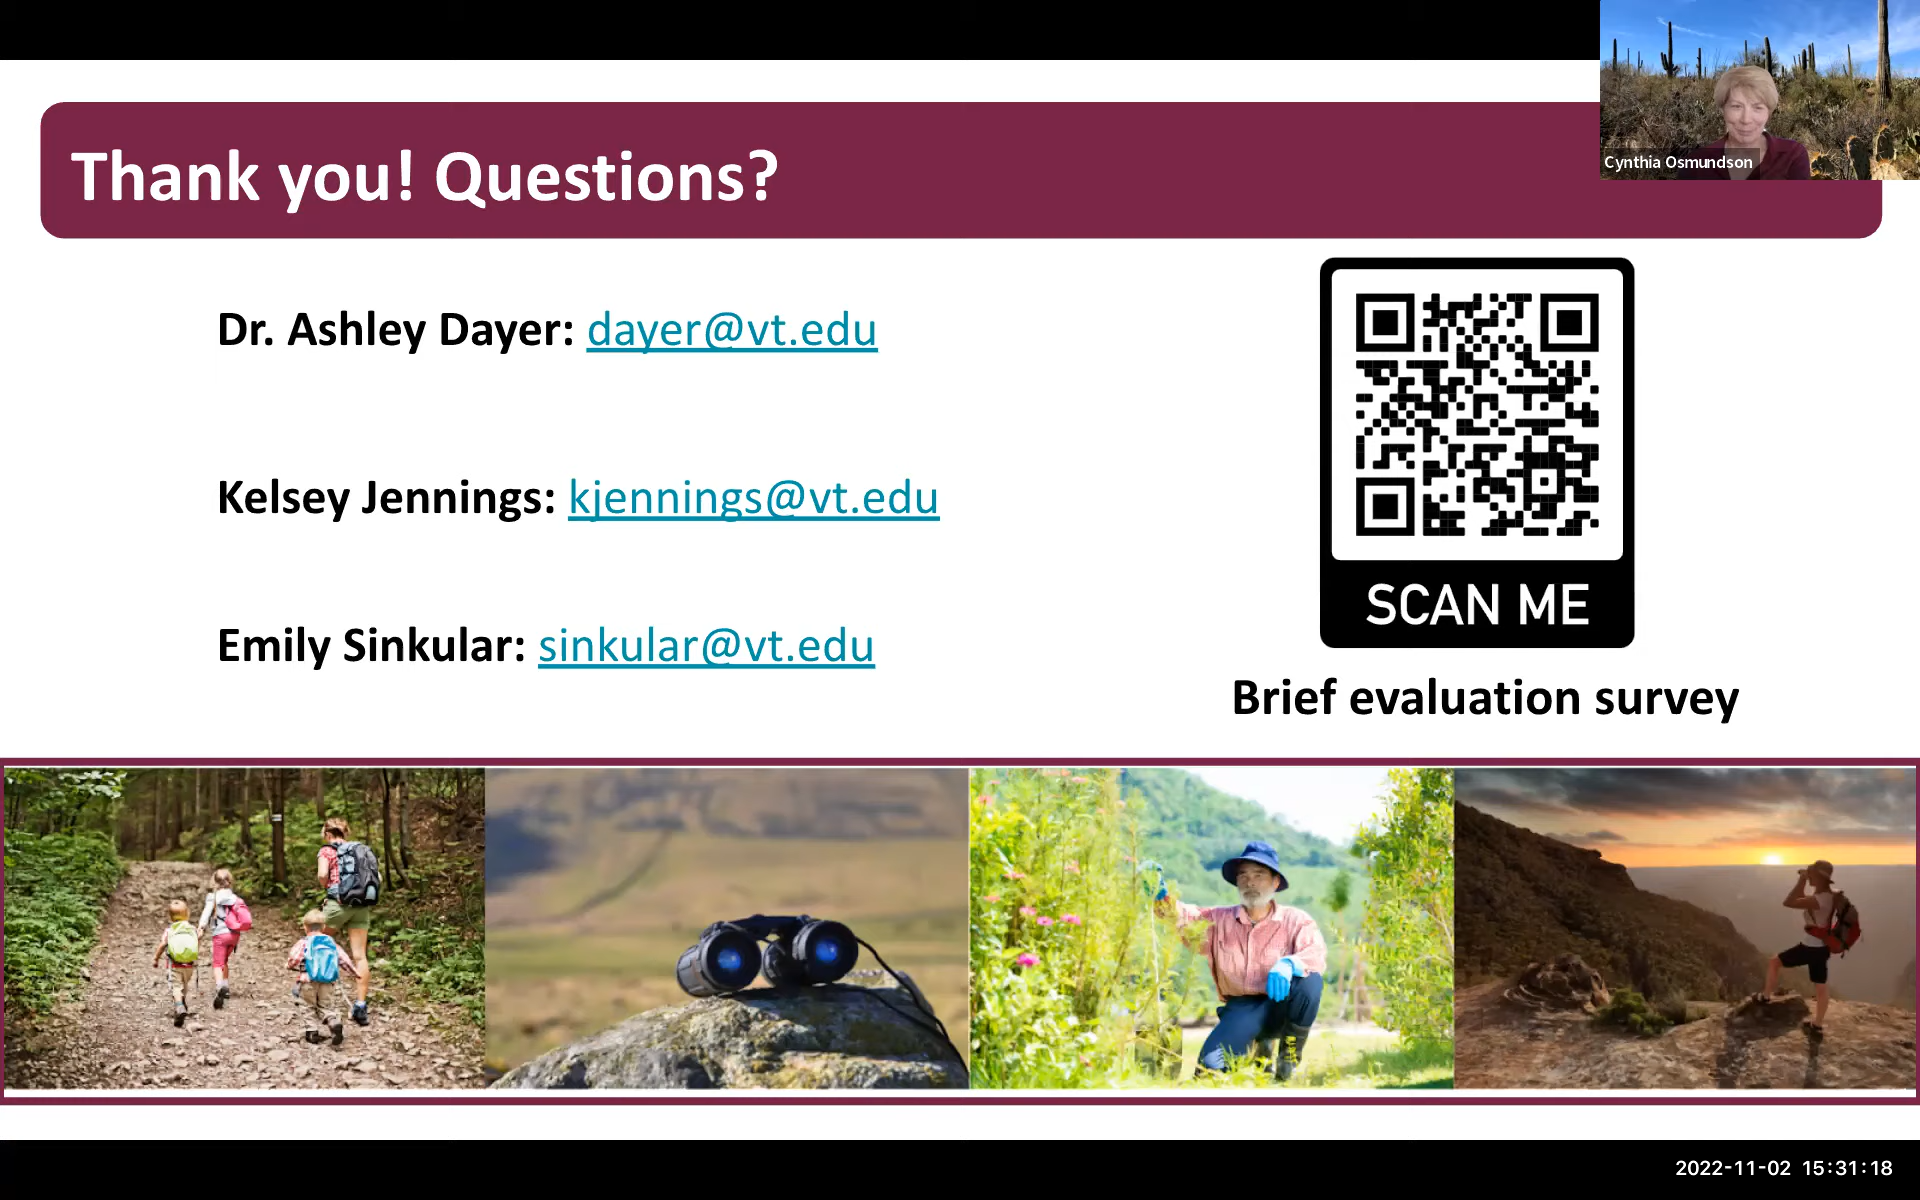 Cynthia Osmundson
Thank you! Questions?
Dr. Ashley Dayer: dayer@vt.edu
Kelsey Jennings: kjennings@vt.edu
Emily Sinkular: sinkular@vt.edu
SCAN ME
Brief evaluation survey
2022-11-02 15:31:18